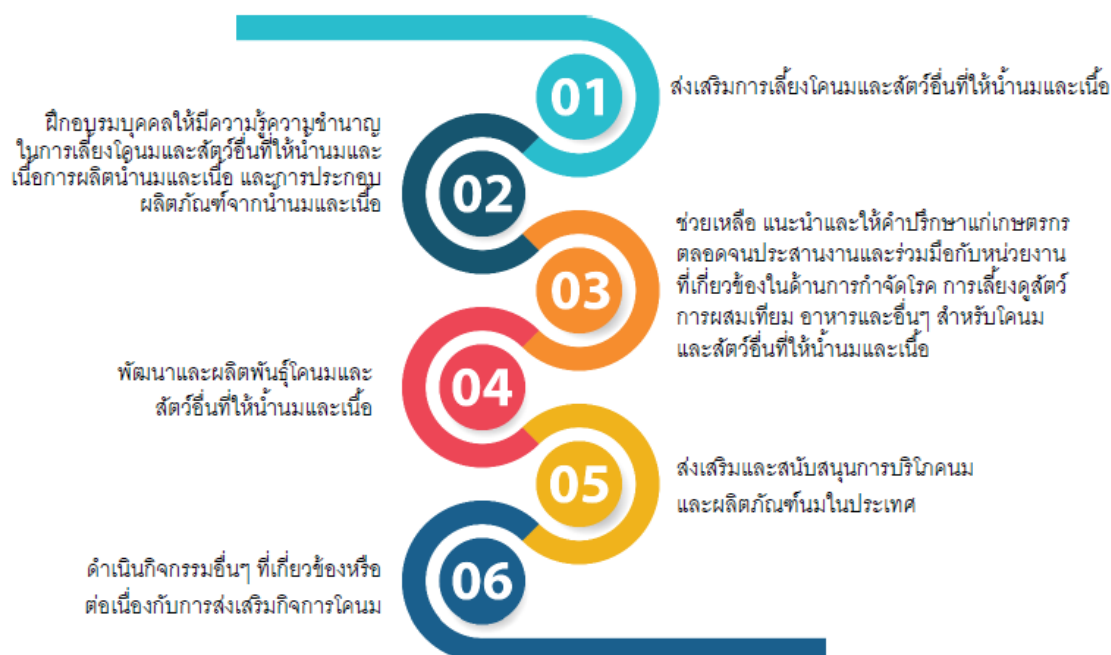 01
ส่งเสริมการเลี้ยงโคนมและสัตว์อื่นที่ให้น้ำนมและเนื้อ
02
ฝึกอบรมบุคคลให้มีความรู้ความชำนาญ
ในการเลี้ยงโคนมและสัตว์อื่นที่ให้น้ำนมและ
เนื้อการผลิตน้ำนมและเนื้อ และการประกอบ
ผลิตภัณฑ์จากน้ำนมและเนื้อ
03
ช่วยเหลือ แนะนำและให้คำปรึกษาแก่เกษตรกร
ตลอดจนประสานงานและร่วมมือกับหน่วยงาน
ที่เกี่ยวข้องในด้านการกำจัดโรค การเลี้ยงดูสัตว์
การผสมเทียม อาหารและอื่นๆ สำหรับโคนม
และสัตว์อื่นที่ให้น้ำนมและเนื้อ
04
พัฒนาและผลิตพันธุ์โคนมและ
สัตว์อื่นที่ให้น้ำนมและเนื้อ
05
ส่งเสริมและสนับสนุนการบริโภคนม
และผลิตภัณฑ์นมในประเทศ
06
ดำเนินกิจกรรมอื่นๆ ที่เกี่ยวข้องหรือ
ต่อเนื่องกับการส่งเสริมกิจการโคนม